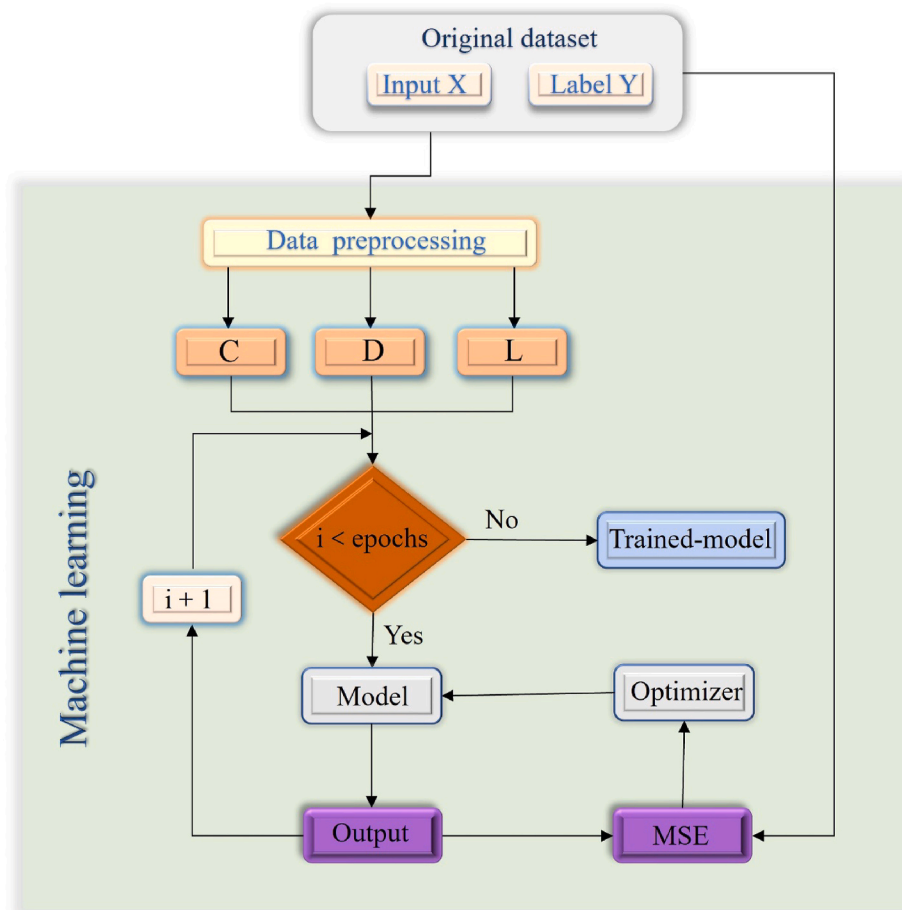 Original dataset
Input X
Label Y
Data preprocessing
C
D
L
i < epochs
No
Trained-model
i + 1
Yes
Model
Optimizer
Output
MSE
Machine learning